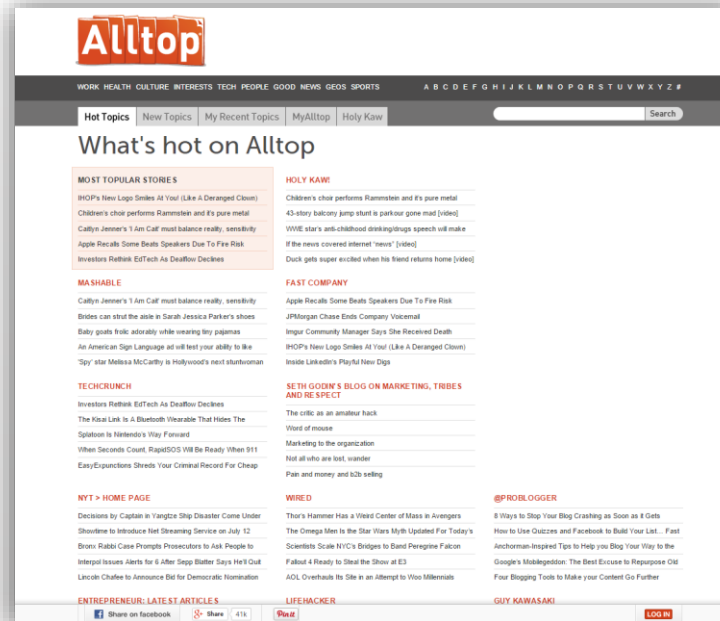 Alltop
WORK HEALTH CULTURE INTERESTS TECH PEOPLE GOOD NEWS GEOS SPORTS
A B C D E F G H I J K L M N O P Q R S T U V W X Y Z #
Hot Topics New Topics My Recent Topics MyAlltop Holy Kaw
Search
What's hot on Alltop
MOST TOPULAR STORIES
IHOP's New Logo Smiles At You! (Like A Deranged Clown)
Children's choir performs Rammstein and it's pure metal
Caitlyn Jenner's 'I Am Cait' must balance reality, sensitivity
Apple Recalls Some Beats Speakers Due To Fire Risk
Investors Rethink EdTech As Dealflow Declines
HOLY KAW!
Children's choir performs Rammstein and it's pure metal
43-story balcony jump stunt is parkour gone mad [video]
WWE star's anti-childhood drinking/drugs speech will make
If the news covered internet "news" [video]
Duck gets super excited when his friend returns home [video]
MASHABLE
Caitlyn Jenner's 'I Am Cait' must balance reality, sensitivity
Brides can strut the aisle in Sarah Jessica Parker's shoes
Baby goats frolic adorably while wearing tiny pajamas
An American Sign Language ad will test your ability to like
'Spy' star Melissa McCarthy is Hollywood's next stuntwoman
FAST COMPANY
Apple Recalls Some Beats Speakers Due To Fire Risk
JPMorgan Chase Ends Company Voicemail
Imgur Community Manager Says She Received Death
IHOP's New Logo Smiles At You! (Like A Deranged Clown)
Inside LinkedIn's Playful New Digs
TECHCRUNCH
Investors Rethink EdTech As Dealflow Declines
The Kisai Link Is A Bluetooth Wearable That Hides The
Splatoon Is Nintendo's Way Forward
When Seconds Count, RapidSOS Will Be Ready When 911
EasyExpunctions Shreds Your Criminal Record For Cheap
SETH GODIN'S BLOG ON MARKETING, TRIBES
AND RESPECT
The critic as an amateur hack
Word of mouse
Marketing to the organization
Not all who are lost, wander
Pain and money and b2b selling
NYT > HOME PAGE
Decisions by Captain in Yangtze Ship Disaster Come Under
Showtime to Introduce Net Streaming Service on July 12
Bronx Rabbi Case Prompts Prosecutors to Ask People to
Interpol Issues Alerts for 6 After Sepp Blatter Says He'll Quit
Lincoln Chafee to Announce Bid for Democratic Nomination
WIRED
Thor's Hammer Has a Weird Center of Mass in Avengers
The Omega Men Is the Star Wars Myth Updated For Today's
Scientists Scale NYC's Bridges to Band Peregrine Falcon
Fallout 4 Ready to Steal the Show at E3
AOL Overhauls Its Site in an Attempt to Woo Millennials
@PROBLOGGER
8 Ways to Stop Your Blog Crashing as Soon as It Gets
How to Use Quizzes and Facebook to Build Your List... Fast
Anchorman-Inspired Tips to Help you Blog Your Way to the
Google's Mobilegeddon: The Best Excuse to Repurpose Old
Four Blogging Tools to Make your Content Go Further
ENTREPRENEUR: LATEST ARTICLES
LIFEHACKER
GUY KAWASAKI
Share on facebook
Share 41k
Pin it
LOG IN